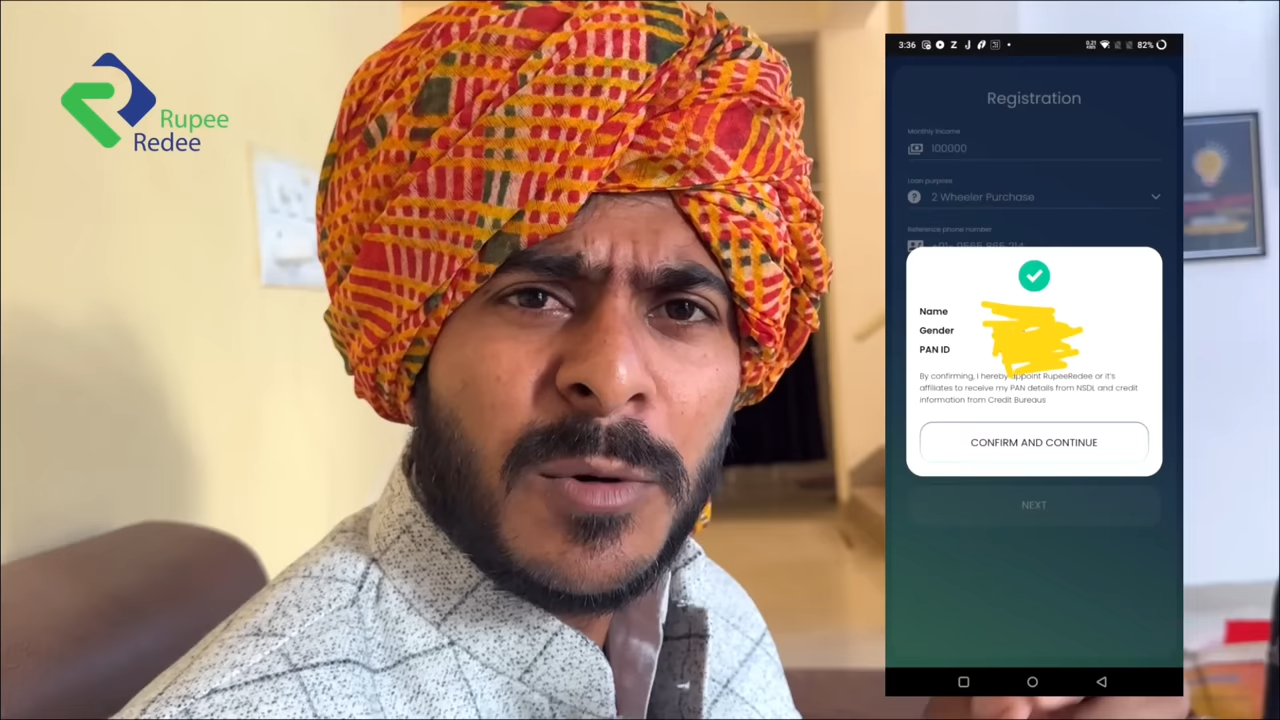 Rupee
Redee
3:36
82%
Registration
Monthly Income
100000
Loan purpose
2 Wheeler Purchase
Reference phone number
Name
Gender
PAN ID
By confirming, I hereby appoint RupeeRedee or it's
affiliates to receive my PAN details from NSDL and credit
information from Credit Bureaus
CONFIRM AND CONTINUE
NEXT